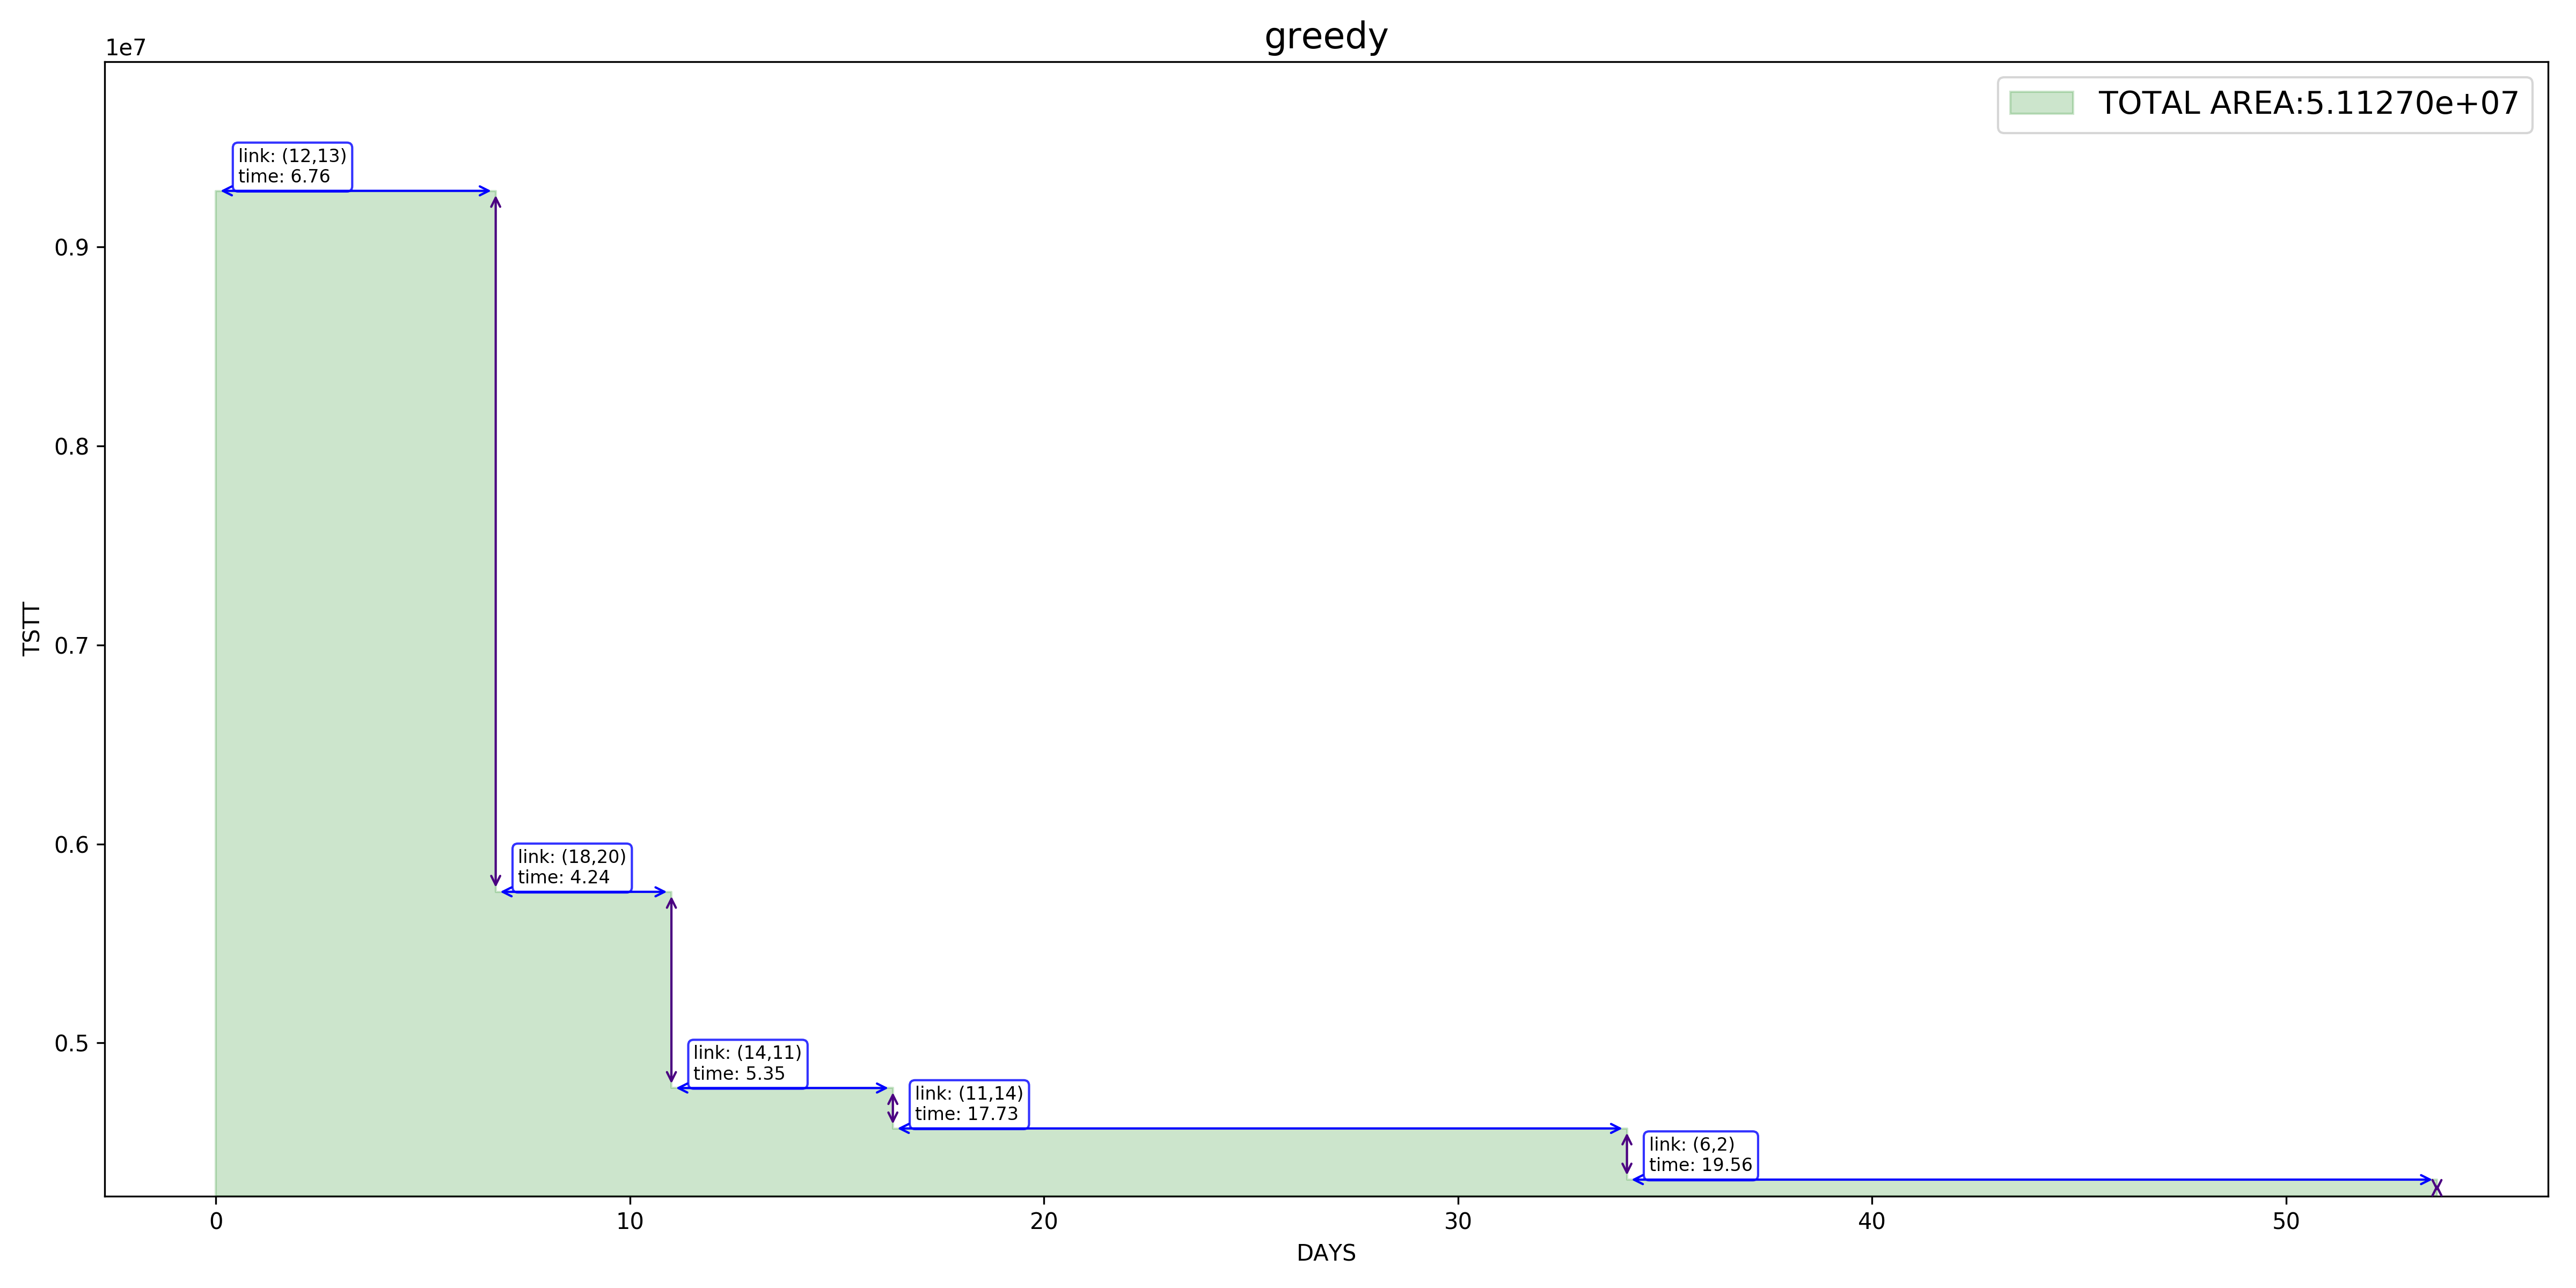 greedy
1e7
TOTAL AREA:5.11270e+07
link: (12,13)
time: 6.76
0.9
0.8
0.7
TSTT
0.6
link: (18,20)
time: 4.24
0.5
link: (14,11)
time: 5.35
link: (11,14)
time: 17.73
link: (6,2)
time: 19.56
0 10 20 30 40 50
DAYS